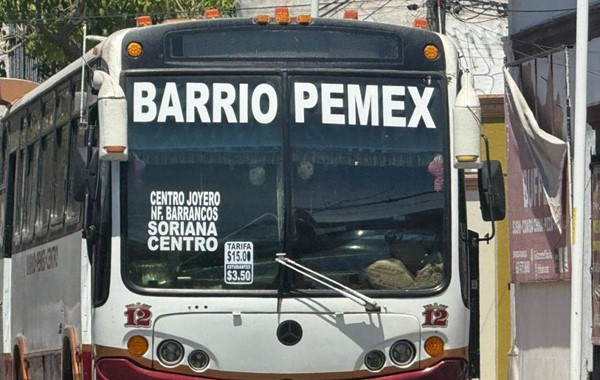 BARRIO PEMEX
CENTRO JOYERO
NF. BARRANCOS
SORIANA
CENTRO
TARIFA
$15.00
ESTUDIANTES
$3.50
12 12